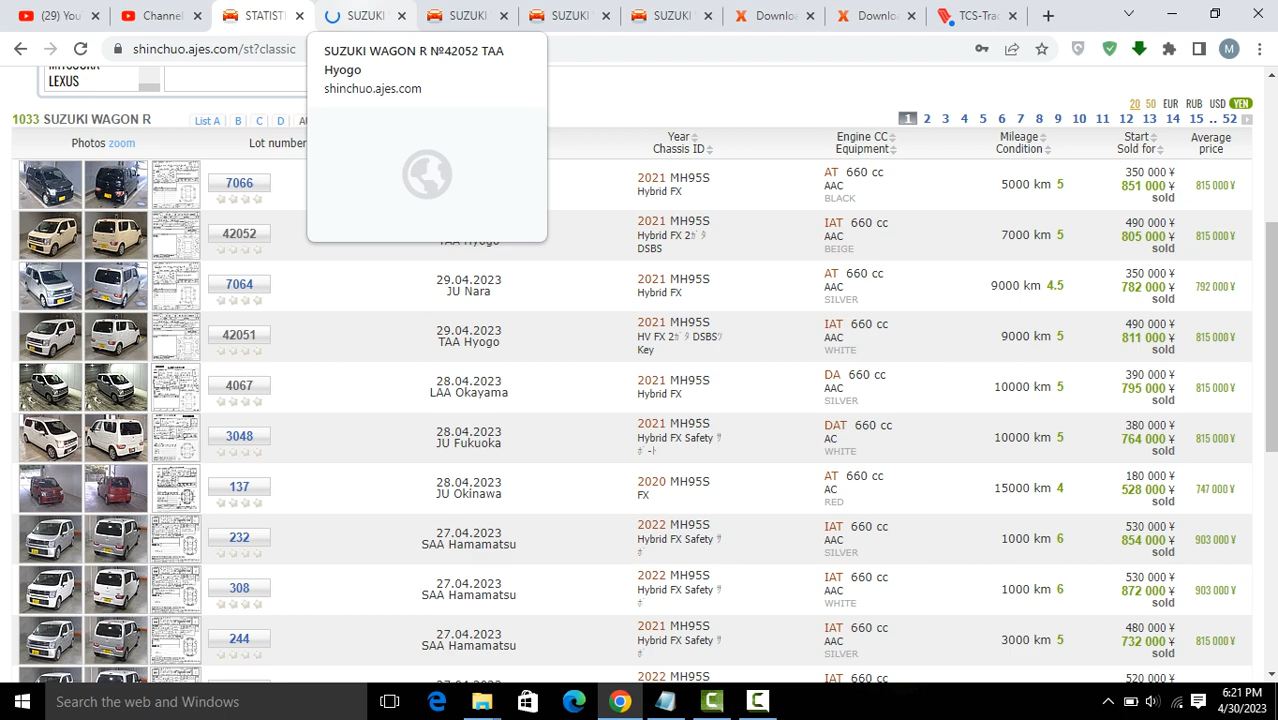 (29) You
Channel
STATIST
SUZUKI
SUZUKI
SUZUKI
SUZUKI
Downlo
Downlo
TCS-Tra
shinchuo.ajes.com/st?classic
M
SUZUKI WAGON R №42052 TAA
Hyogo
shinchuo.ajes.com
LEXUS
20 50 EUR RUB USD YEN
1033 SUZUKI WAGON R List A B C D
1 2 3 4 5 6 7 8 9 10 11 12 13 14 15 .. 52
Photos zoom
Lot number
Year
Chassis ID
Engine CC
Equipment
Mileage
Condition
Start
Sold for
Average
price
7066
2021 MH95S
Hybrid FX
AT 660 cc
AAC
BLACK
5000 km 5
350 000 ¥
851 000 ¥
sold
815 000 ¥
42052
TAA Hyogo
2021 MH95S
Hybrid FX
DSBS
IAT 660 cc
AAC
BEIGE
7000 km 5
490 000 ¥
805 000 ¥
sold
815 000 ¥
7064
29.04.2023
JU Nara
2021 MH95S
Hybrid FX
AT 660 cc
AAC
SILVER
9000 km 4.5
350 000 ¥
782 000 ¥
sold
792 000 ¥
42051
29.04.2023
TAA Hyogo
2021 MH95S
HV FX DSBS
Key
IAT 660 cc
AAC
WHITE
9000 km 5
490 000 ¥
811 000 ¥
sold
815 000 ¥
4067
28.04.2023
LAA Okayama
2021 MH95S
Hybrid FX
DA 660 cc
AAC
SILVER
10000 km 5
390 000 ¥
795 000 ¥
sold
815 000 ¥
3048
28.04.2023
JU Fukuoka
2021 MH95S
Hybrid FX Safety
DAT 660 cc
AAC
WHITE
10000 km 5
380 000 ¥
764 000 ¥
sold
815 000 ¥
137
28.04.2023
JU Okinawa
2020 MH95S
FX
AT 660 cc
AC
RED
15000 km 4
180 000 ¥
528 000 ¥
sold
747 000 ¥
232
27.04.2023
SAA Hamamatsu
2022 MH95S
Hybrid FX Safety
IAT 660 cc
AAC
SILVER
1000 km 6
530 000 ¥
854 000 ¥
sold
903 000 ¥
308
27.04.2023
SAA Hamamatsu
2022 MH95S
Hybrid FX Safety
IAT 660 cc
AAC
WHITE
1000 km 6
530 000 ¥
872 000 ¥
sold
903 000 ¥
244
27.04.2023
SAA Hamamatsu
2021 MH95S
Hybrid FX Safety
IAT 660 cc
AAC
SILVER
3000 km 5
480 000 ¥
732 000 ¥
sold
815 000 ¥
2022 MH95S
IAT 660 cc
520 000 ¥
Search the web and Windows
6:21 PM
4/30/2023